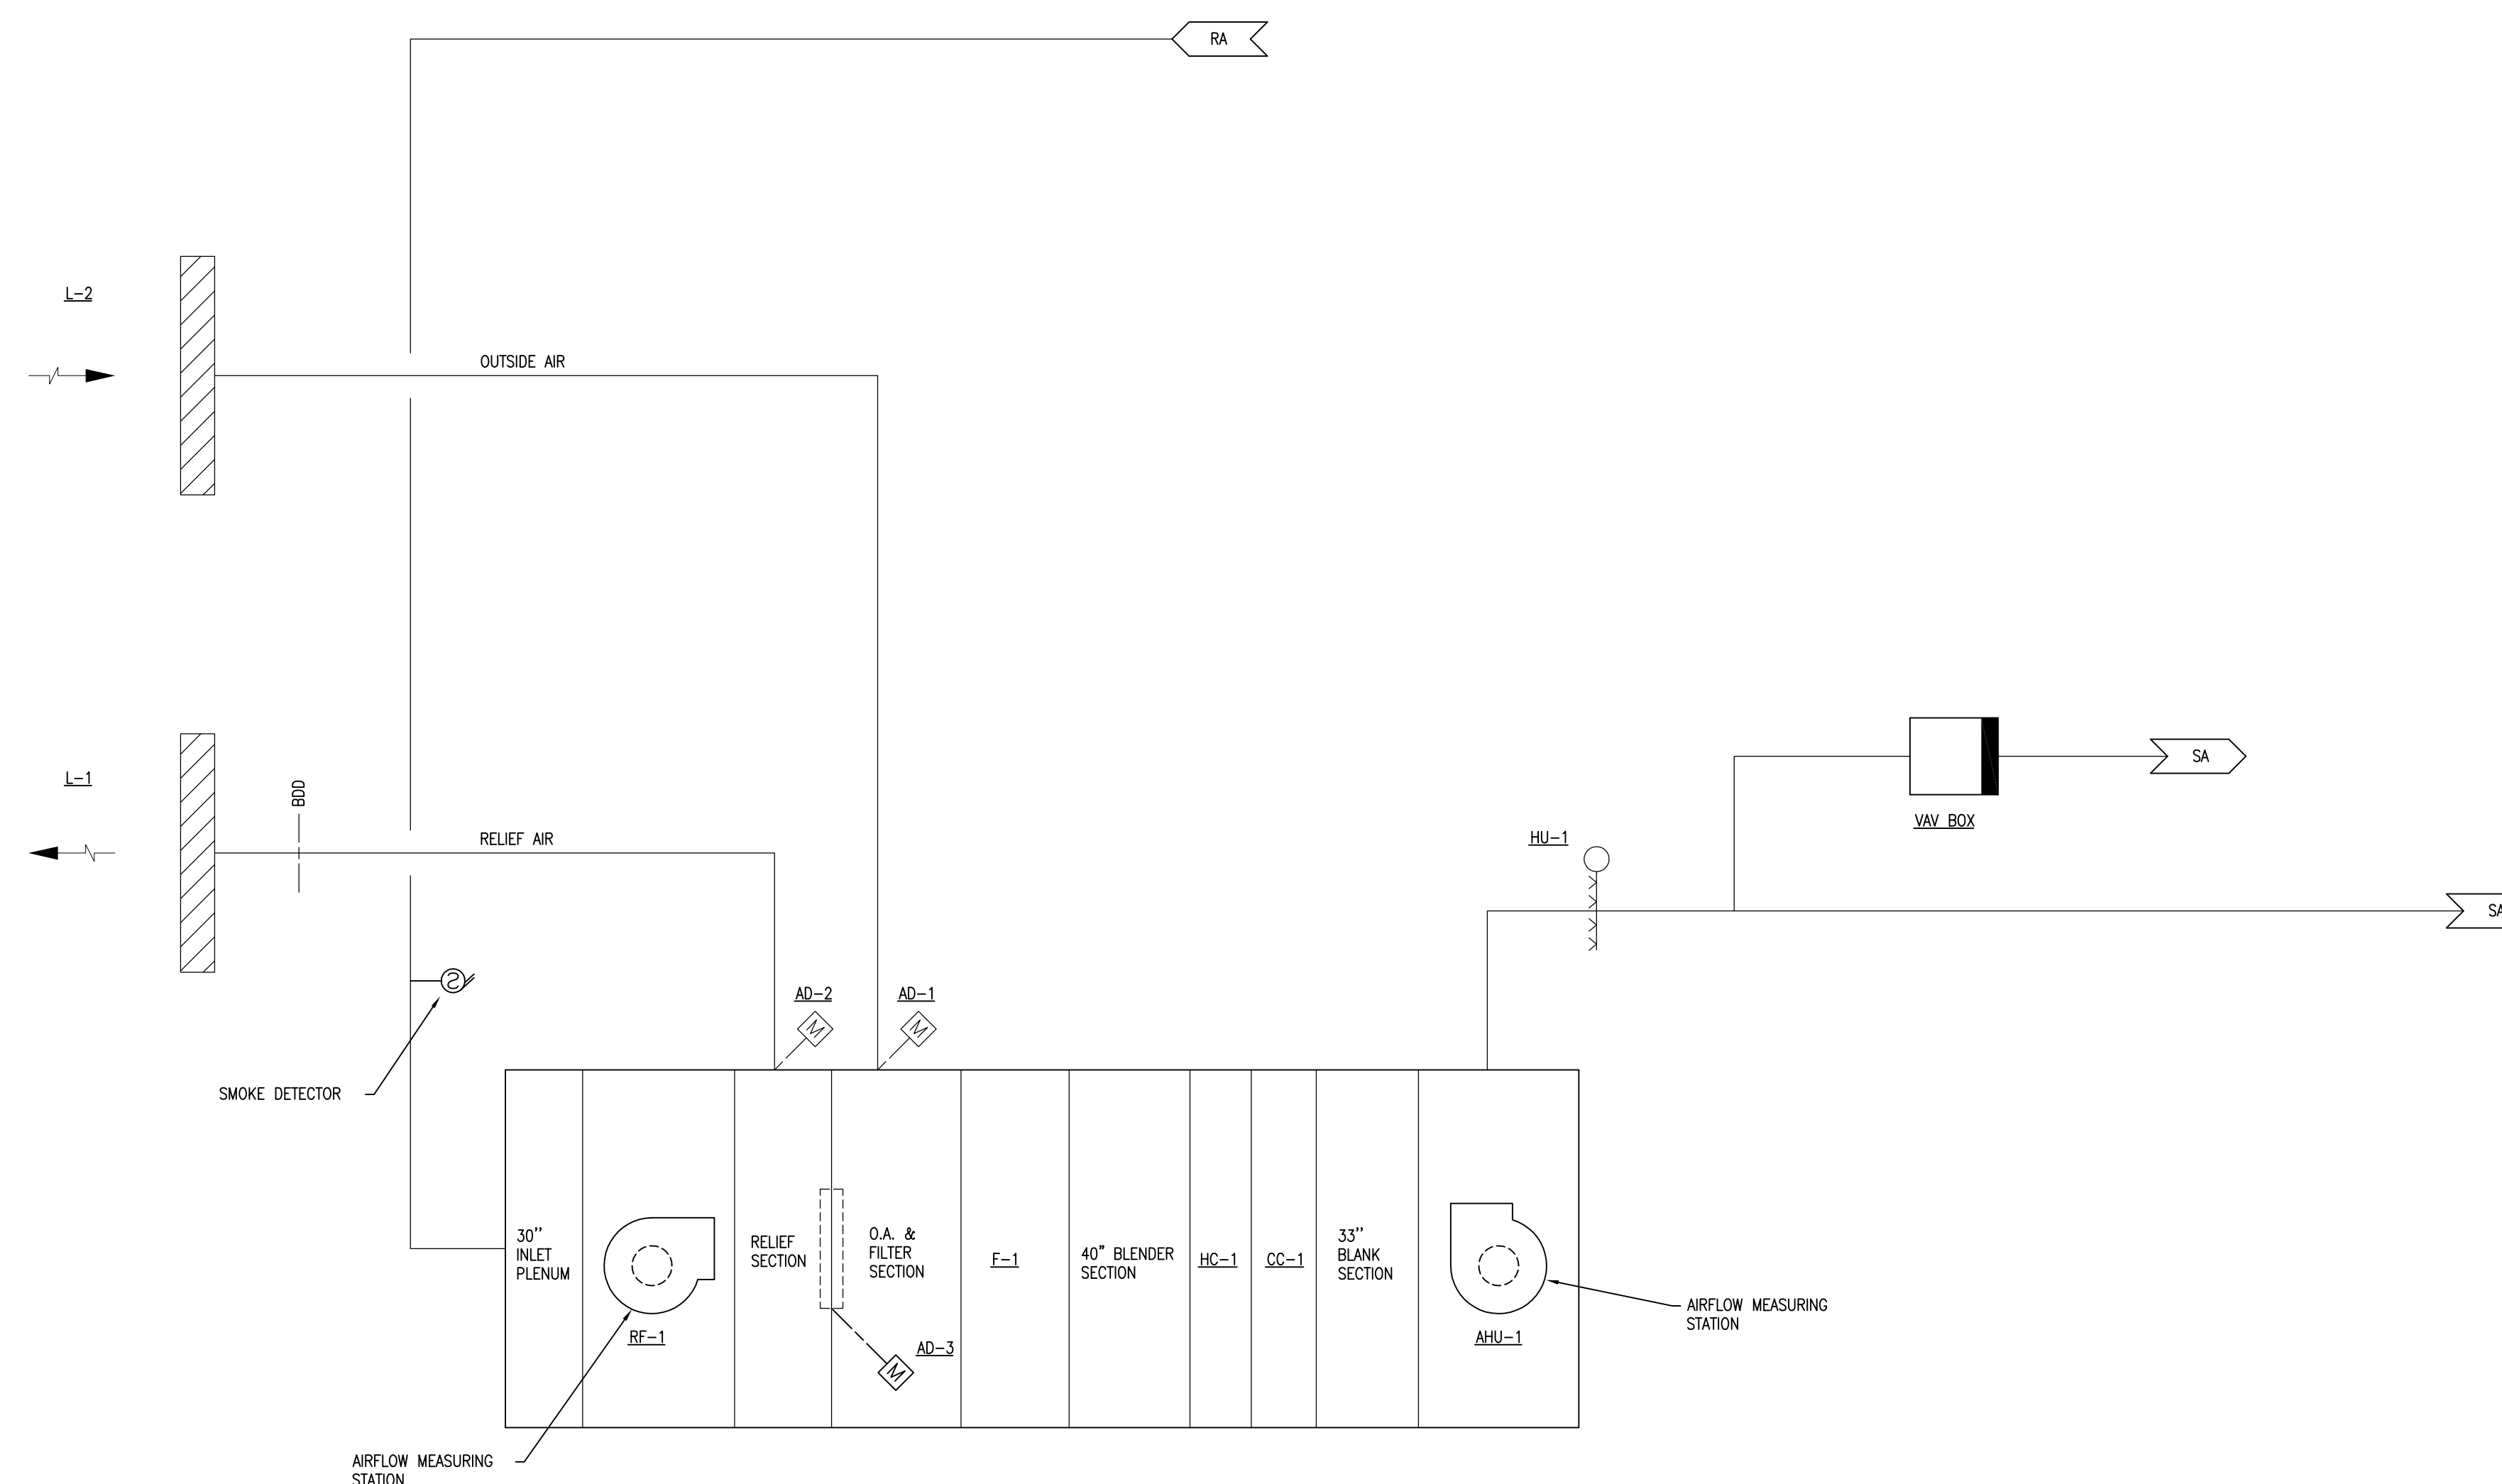 RA
L-2
OUTSIDE AIR
L-1
BDD
RELIEF AIR
SA
VAV BOX
HU-1
SA
AD-2
AD-1
SMOKE DETECTOR
30''
INLET
PLENUM
RF-1
RELIEF
SECTION
O.A. &
FILTER
SECTION
AD-3
F-1
40" BLENDER
SECTION
HC-1
CC-1
33''
BLANK
SECTION
AHU-1
AIRFLOW MEASURING
STATION
AIRFLOW MEASURING
STATION
M
M
M
S